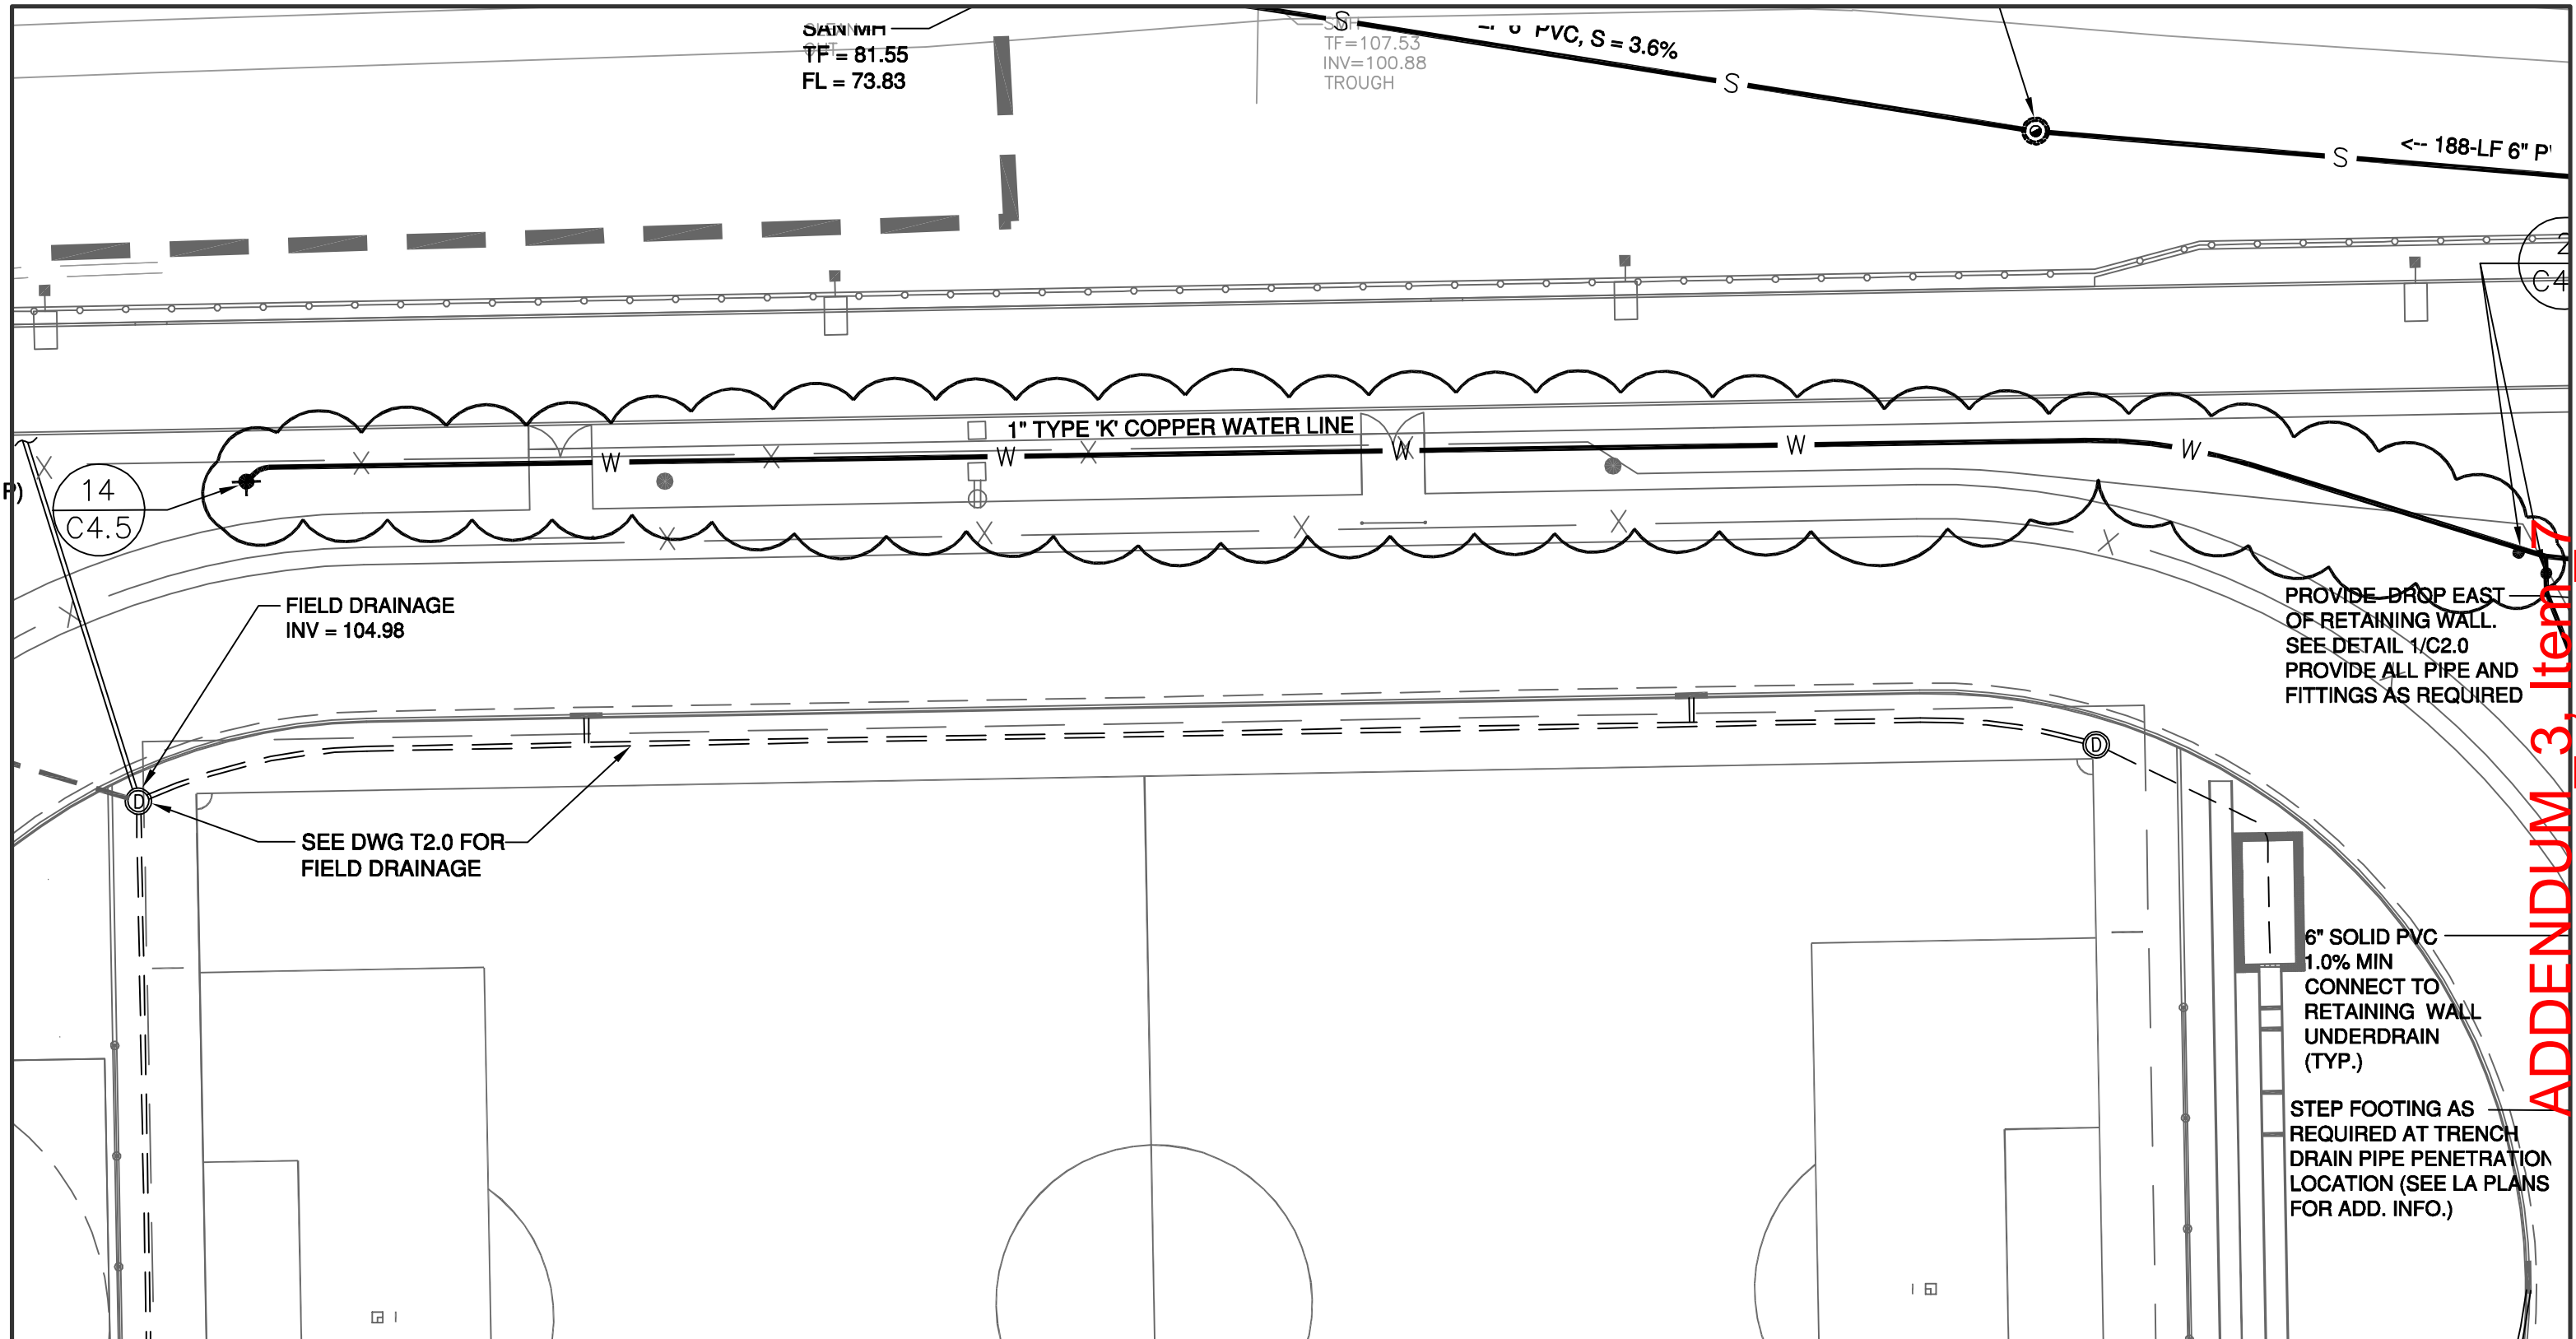 SAN MH
TF = 81.55
FL = 73.83
SMH
TF=107.53
INV=100.88
TROUGH
S
PVC, S = 3.6%
S
S
<-- 188-LF 6"
2
1" TYPE 'K' COPPER WATER LINE
W
W
W
W
W
P)
14
C4.5
FIELD DRAINAGE
INV = 104.98
PROVIDE DROP EAST
OF RETAINING WALL.
SEE DETAIL 1/C2.0
PROVIDE ALL PIPE AND
FITTINGS AS REQUIRED
D
D
SEE DWG T2.0 FOR
FIELD DRAINAGE
6" SOLID PVC
1.0% MIN
CONNECT TO
RETAINING WALL
UNDERDRAIN
(TYP.)
STEP FOOTING AS
REQUIRED AT TRENCH
DRAIN PIPE PENETRATION
LOCATION (SEE LA PLANS
FOR ADD. INFO.)
ADDENDUM 3, Item 7